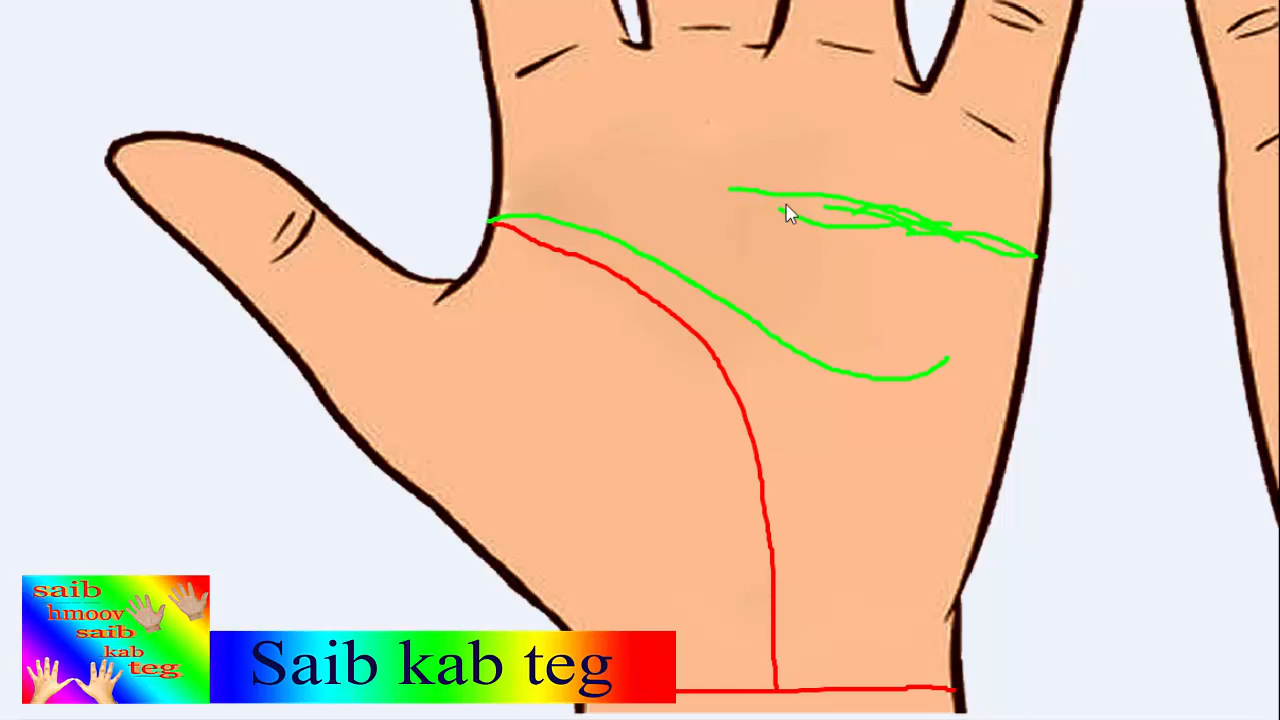 saib
hmoov
saib
kab
teg
Saib kab teg